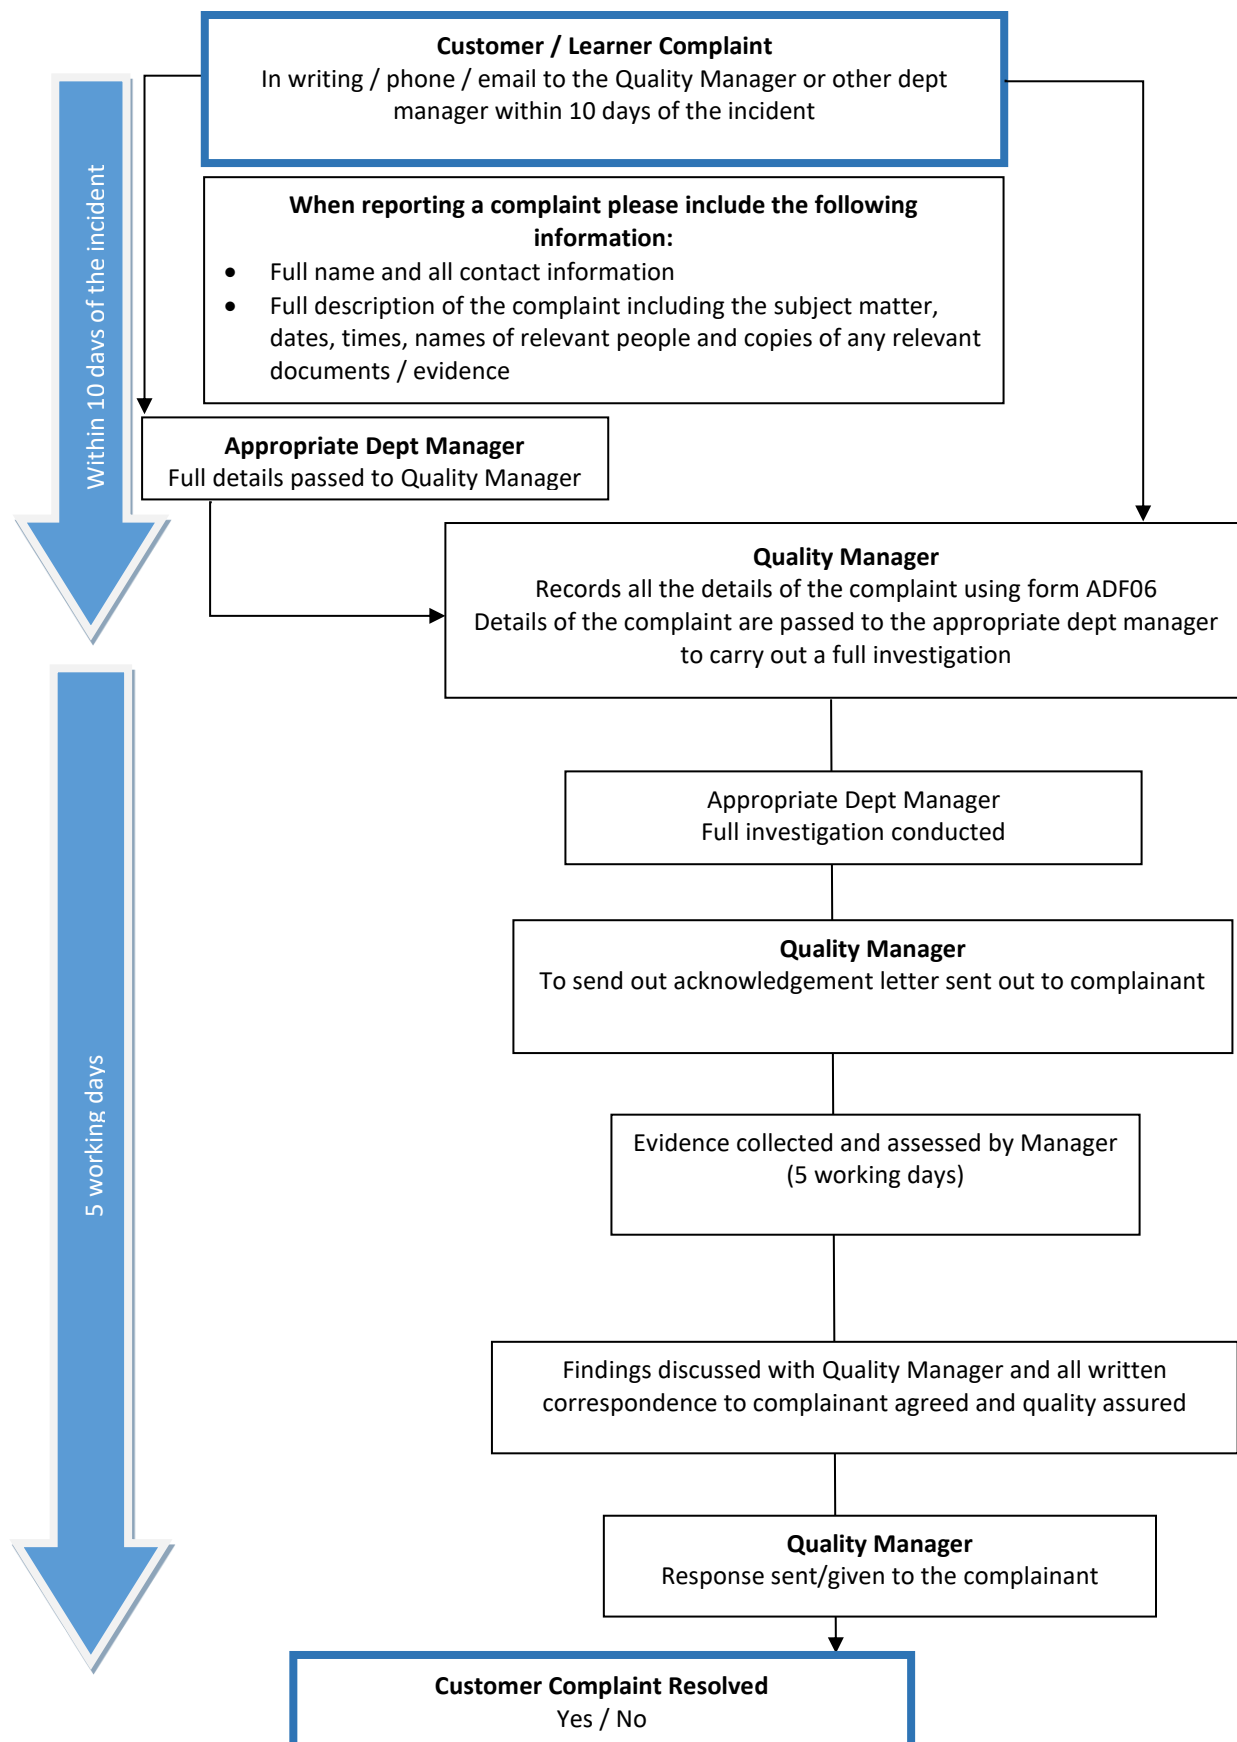 Customer / Learner Complaint
In writing / phone / email to the Quality Manager or other dept
manager within 10 days of the incident
Within 10 days of the incident
When reporting a complaint please include the following
information:
• Full name and all contact information
• Full description of the complaint including the subject matter,
dates, times, names of relevant people and copies of any relevant
documents / evidence
Appropriate Dept Manager
Full details passed to Quality Manager
Quality Manager
Records all the details of the complaint using form ADF06
Details of the complaint are passed to the appropriate dept manager
to carry out a full investigation
5 working days
Appropriate Dept Manager
Full investigation conducted
Quality Manager
To send out acknowledgement letter sent out to complainant
Evidence collected and assessed by Manager
(5 working days)
Findings discussed with Quality Manager and all written
correspondence to complainant agreed and quality assured
Quality Manager
Response sent/given to the complainant
Customer Complaint Resolved
Yes / No